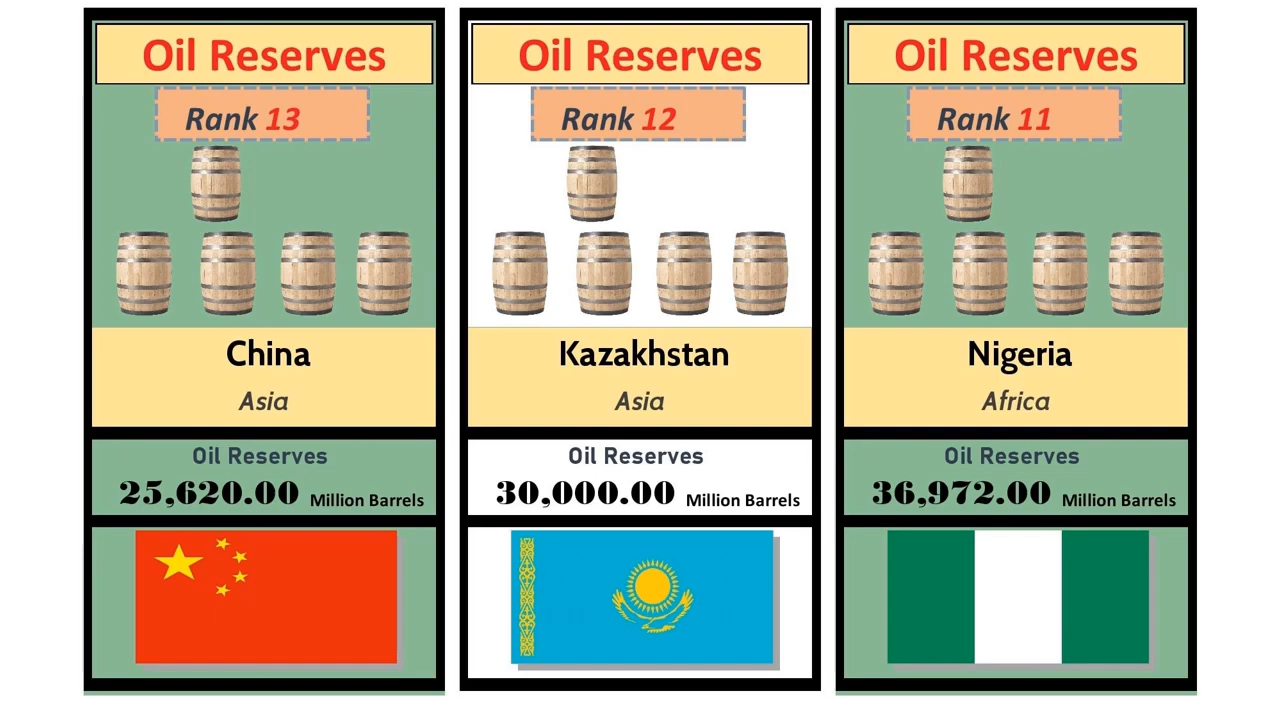 Oil Reserves
Rank 13
China
Asia
Oil Reserves
25,620.00 Million Barrels
Oil Reserves
Rank 12
Kazakhstan
Asia
Oil Reserves
30,000.00 Million Barrels
Oil Reserves
Rank 11
Nigeria
Africa
Oil Reserves
36,972.00 Million Barrels